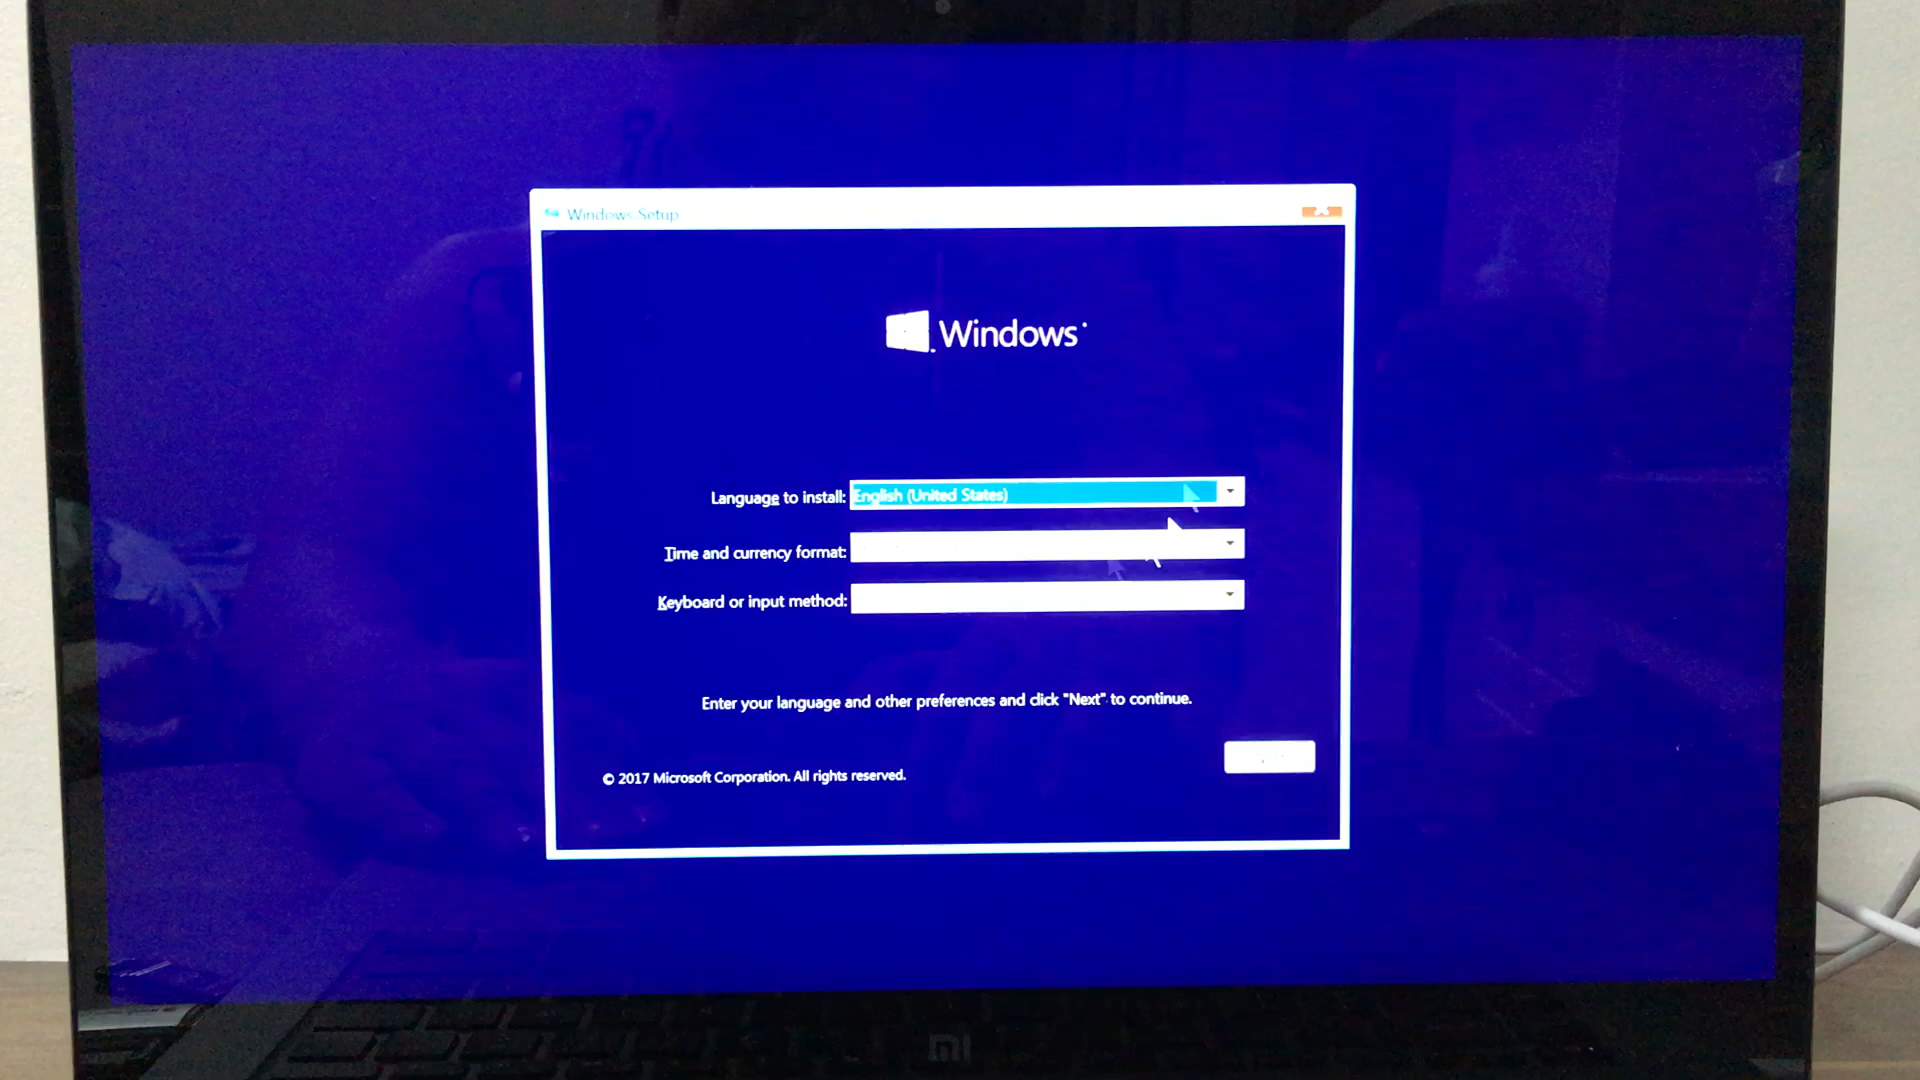 Windows Setup
Windows
Language to install: English (United States)
Time and currency format:
Keyboard or input method:
Enter your language and other preferences and click "Next" to continue.
© 2017 Microsoft Corporation. All rights reserved.
mi